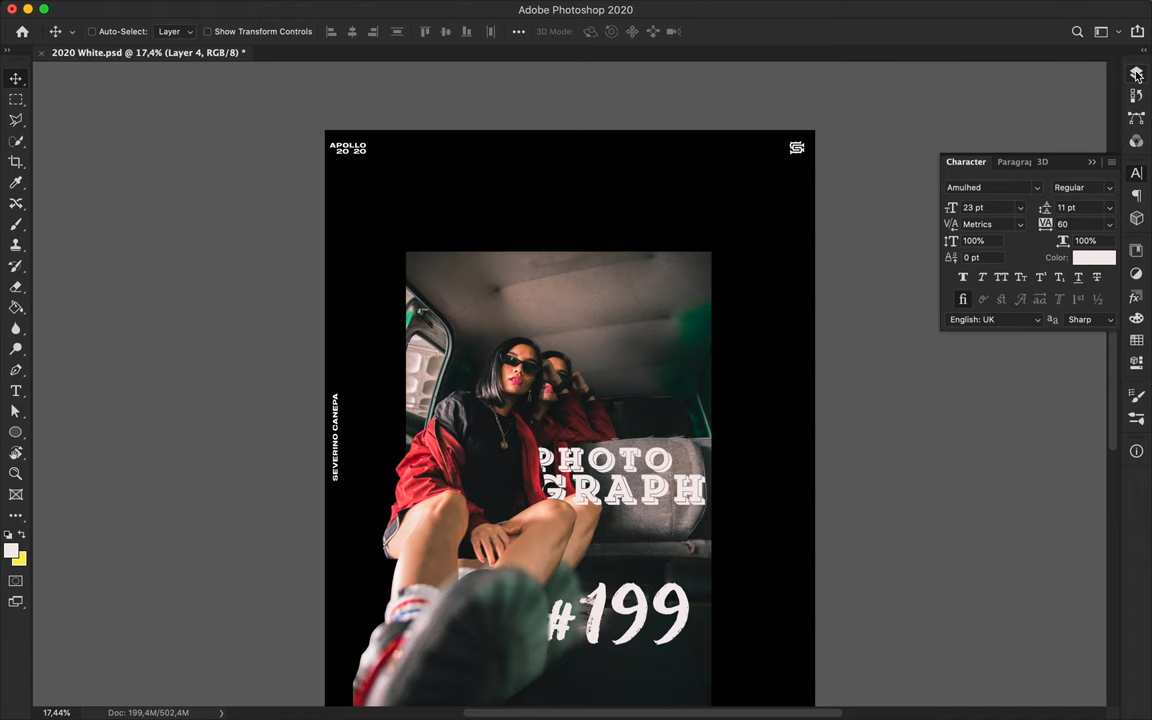 Adobe Photoshop 2020
Auto-Select: Layer Show Transform Controls 3D Mode:
2020 White.psd @ 17,4% (Layer 4, RGB/8) *
APOLLO
20 20
SEVERINO CANEPA
PHOTO
GRAPH
#199
Character Paragra 3D
Amulhed Regular
23 pt 11 pt
Metrics 60
100% 100%
0 pt Color:
English: UK Sharp
17,44% Doc: 199,4M/502,4M